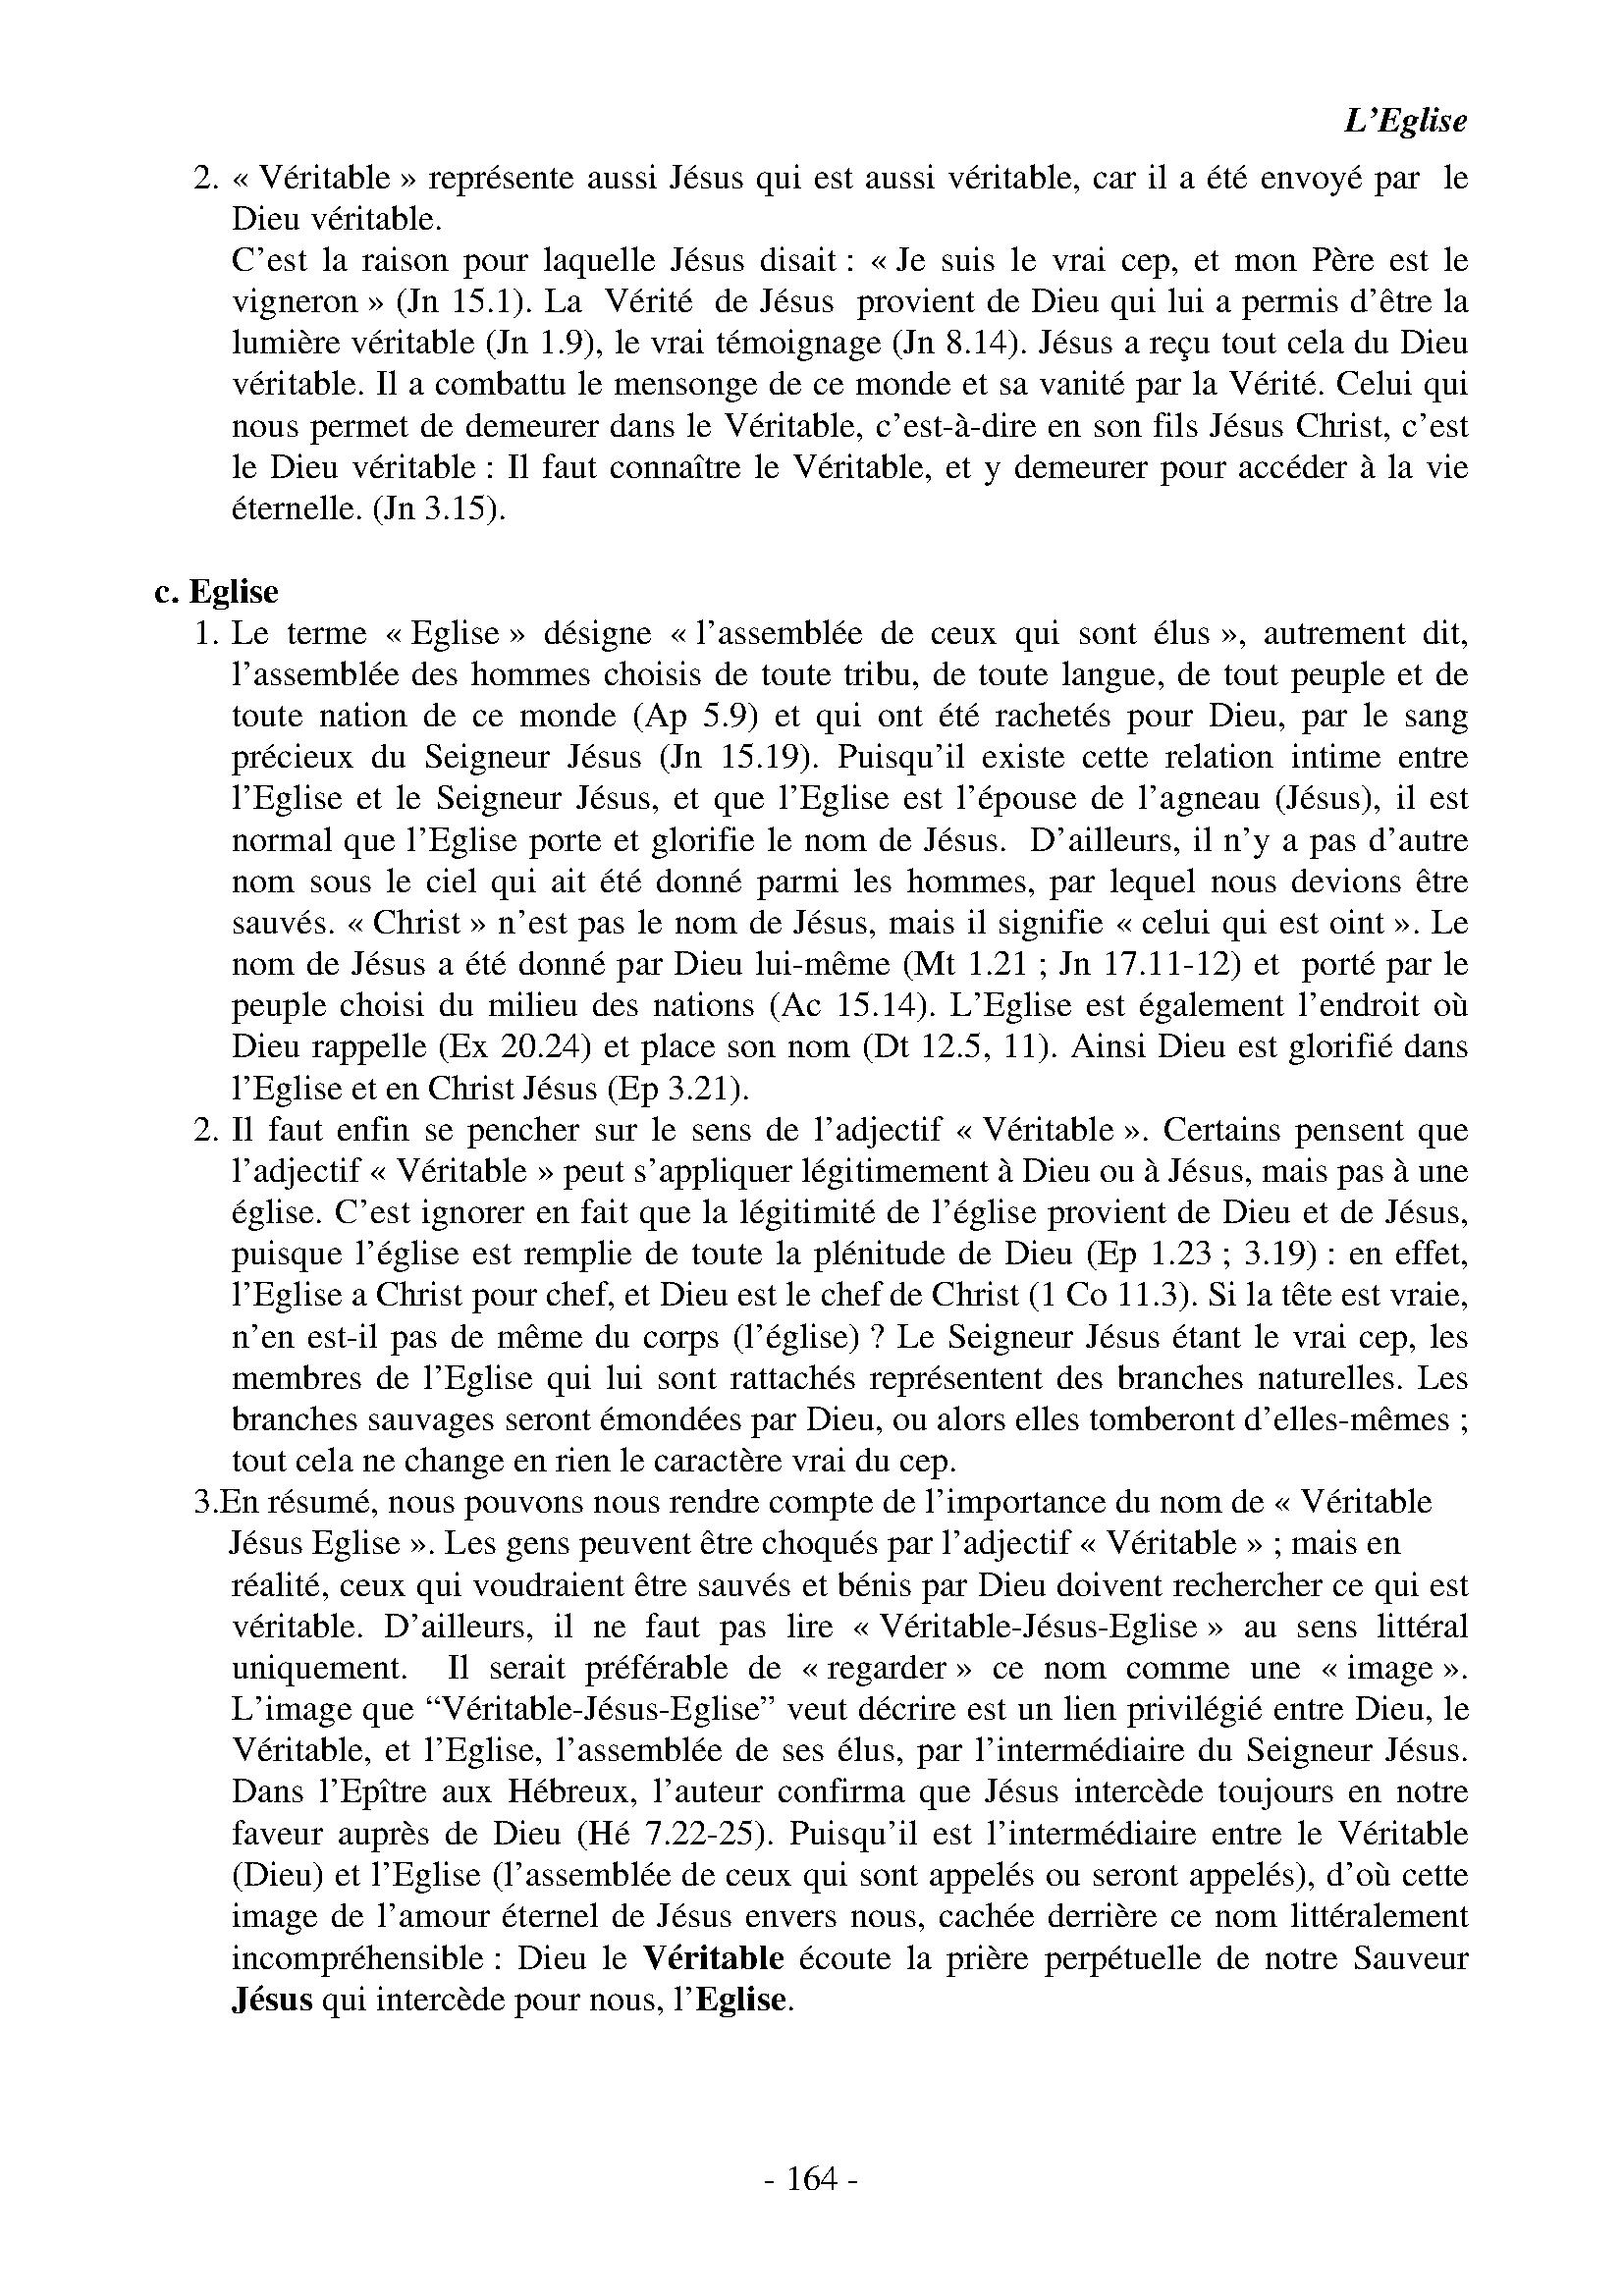 L’Eglise
2. « Véritable » représente aussi Jésus qui est aussi véritable, car il a été envoyé par le
Dieu véritable.
C’est la raison pour laquelle Jésus disait : « Je suis le vrai cep, et mon Père est le
vigneron » (Jn 15.1). La Vérité de Jésus provient de Dieu qui lui a permis d’être la
lumière véritable (Jn 1.9), le vrai témoignage (Jn 8.14). Jésus a reçu tout cela du Dieu
véritable. Il a combattu le mensonge de ce monde et sa vanité par la Vérité. Celui qui
nous permet de demeurer dans le Véritable, c’est-à-dire en son fils Jésus Christ, c’est
le Dieu véritable : Il faut connaître le Véritable, et y demeurer pour accéder à la vie
éternelle. (Jn 3.15).
c. Eglise
1. Le terme « Eglise » désigne « l’assemblée de ceux qui sont élus », autrement dit,
l’assemblée des hommes choisis de toute tribu, de toute langue, de tout peuple et de
toute nation de ce monde (Ap 5.9) et qui ont été rachetés pour Dieu, par le sang
précieux du Seigneur Jésus (Jn 15.19). Puisqu’il existe cette relation intime entre
l’Eglise et le Seigneur Jésus, et que l’Eglise est l’épouse de l’agneau (Jésus), il est
normal que l’Eglise porte et glorifie le nom de Jésus. D’ailleurs, il n’y a pas d’autre
nom sous le ciel qui ait été donné parmi les hommes, par lequel nous devions être
sauvés. « Christ » n’est pas le nom de Jésus, mais il signifie « celui qui est oint ». Le
nom de Jésus a été donné par Dieu lui-même (Mt 1.21 ; Jn 17.11-12) et porté par le
peuple choisi du milieu des nations (Ac 15.14). L’Eglise est également l’endroit où
Dieu rappelle (Ex 20.24) et place son nom (Dt 12.5, 11). Ainsi Dieu est glorifié dans
l’Eglise et en Christ Jésus (Ep 3.21).
2. Il faut enfin se pencher sur le sens de l’adjectif « Véritable ». Certains pensent que
l’adjectif « Véritable » peut s’appliquer légitimement à Dieu ou à Jésus, mais pas à une
église. C’est ignorer en fait que la légitimité de l’église provient de Dieu et de Jésus,
puisque l’église est remplie de toute la plénitude de Dieu (Ep 1.23 ; 3.19) : en effet,
l’Eglise a Christ pour chef, et Dieu est le chef de Christ (1 Co 11.3). Si la tête est vraie,
n’en est-il pas de même du corps (l’église) ? Le Seigneur Jésus étant le vrai cep, les
membres de l’Eglise qui lui sont rattachés représentent des branches naturelles. Les
branches sauvages seront émondées par Dieu, ou alors elles tomberont d’elles-mêmes ;
tout cela ne change en rien le caractère vrai du cep.
3.En résumé, nous pouvons nous rendre compte de l’importance du nom de « Véritable
Jésus Eglise ». Les gens peuvent être choqués par l’adjectif « Véritable » ; mais en
réalité, ceux qui voudraient être sauvés et bénis par Dieu doivent rechercher ce qui est
véritable. D’ailleurs, il ne faut pas lire « Véritable-Jésus-Eglise » au sens littéral
uniquement. Il serait préférable de « regarder » ce nom comme une « image ».
L’image que “Véritable-Jésus-Eglise” veut décrire est un lien privilégié entre Dieu, le
Véritable, et l’Eglise, l’assemblée de ses élus, par l’intermédiaire du Seigneur Jésus.
Dans l’Epître aux Hébreux, l’auteur confirma que Jésus intercède toujours en notre
faveur auprès de Dieu (Hé 7.22-25). Puisqu’il est l’intermédiaire entre le Véritable
(Dieu) et l’Eglise (l’assemblée de ceux qui sont appelés ou seront appelés), d’où cette
image de l’amour éternel de Jésus envers nous, cachée derrière ce nom littéralement
incompréhensible : Dieu le Véritable écoute la prière perpétuelle de notre Sauveur
Jésus qui intercède pour nous, l’Eglise.
- 164 -